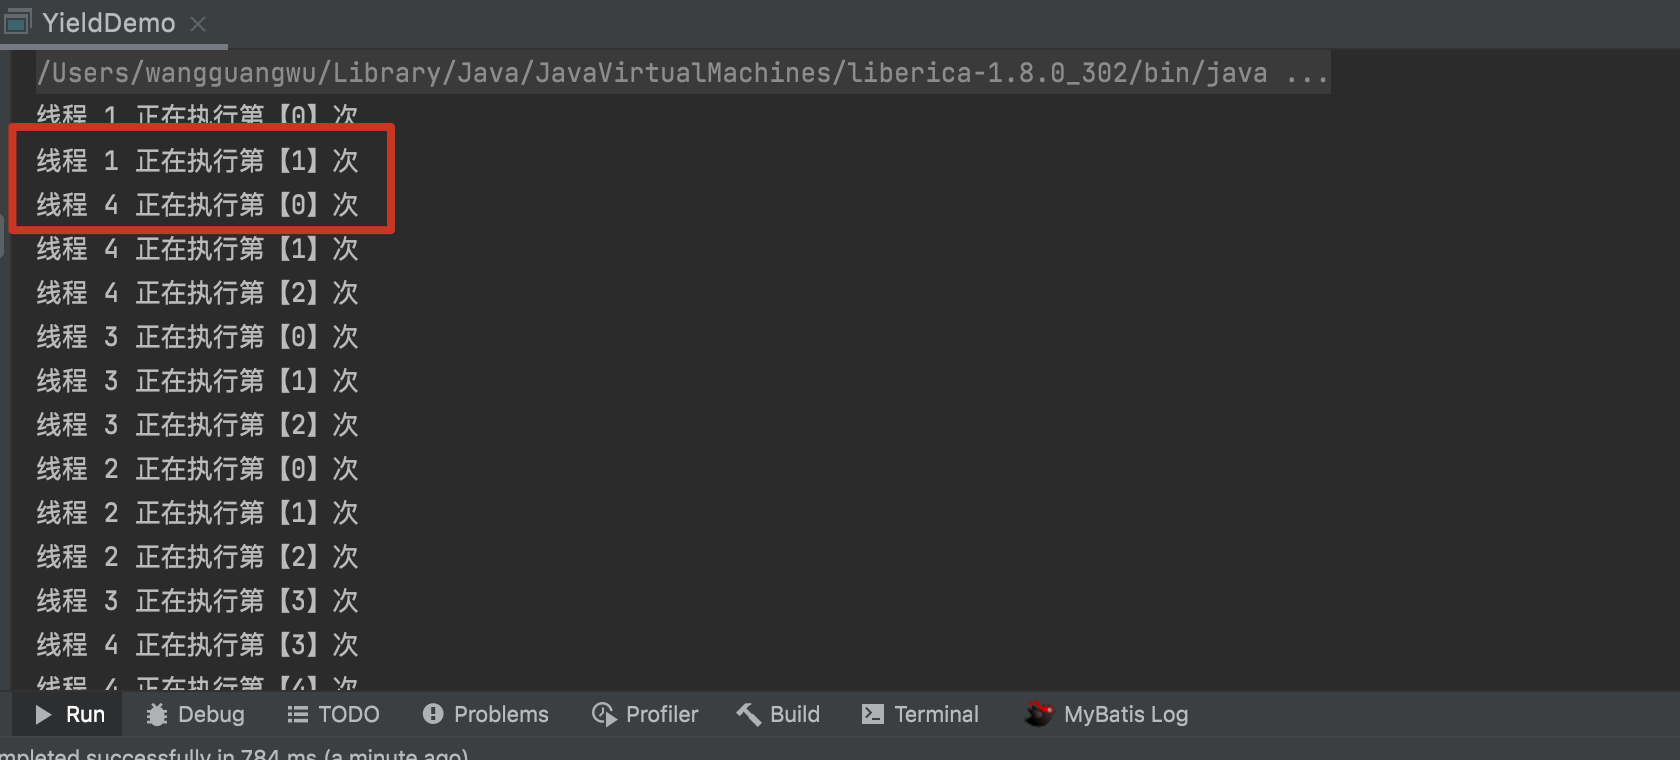 YieldDemo
/Users/wangguangwu/Library/Java/JavaVirtualMachines/liberica-1.8.0_302/bin/java ...
线程 1 正在执行第【0】次
线程 1 正在执行第【1】次
线程 4 正在执行第【0】次
线程 4 正在执行第【1】次
线程 4 正在执行第【2】次
线程 3 正在执行第【0】次
线程 3 正在执行第【1】次
线程 3 正在执行第【2】次
线程 2 正在执行第【0】次
线程 2 正在执行第【1】次
线程 2 正在执行第【2】次
线程 3 正在执行第【3】次
线程 4 正在执行第【3】次
线程 4 正在执行第【4】次
Run Debug TODO Problems Profiler Build Terminal MyBatis Log
mpleted successfully in 784 ms (a minute ago)